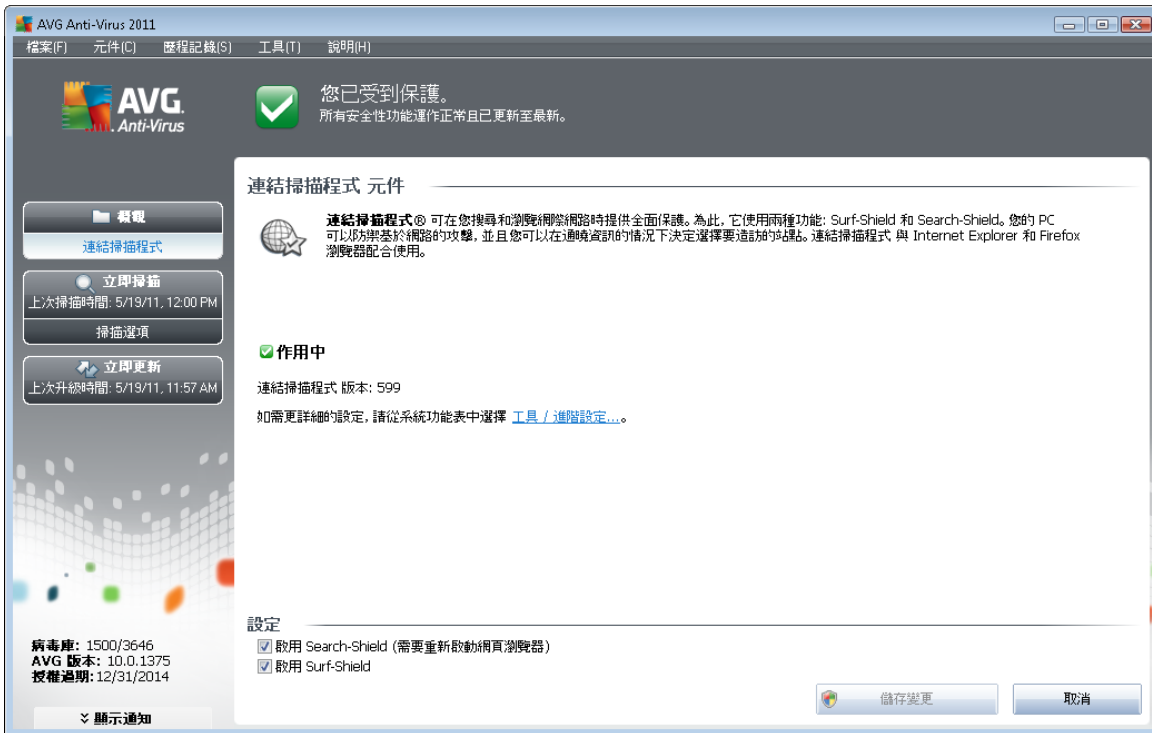 AVG Anti-Virus 2011
檔案(F) 元件(C) 歷程記錄(S) 工具(T) 說明(H)
AVG.
Anti-Virus
您已受到保護。
所有安全性功能運作正常且已更新至最新。
概觀
連結掃描程式
立即掃描
上次掃描時間: 5/19/11, 12:00 PM
掃描選項
立即更新
上次升級時間: 5/19/11, 11:57 AM
病毒庫: 1500/3646
AVG 版本: 10.0.1375
授權過期: 12/31/2014
顯示通知
連結掃描程式 元件
連結掃描程式® 可在您搜尋和瀏覽網際網路時提供全面保護。為此, 它使用兩種功能: Surf-Shield 和 Search-Shield。您的 PC
可以防禦基於網路的攻擊, 並且您可以在通曉資訊的情況下決定選擇要造訪的站點。連結掃描程式 與 Internet Explorer 和 Firefox
瀏覽器配合使用。
作用中
連結掃描程式 版本: 599
如需更詳細的設定, 請從系統功能表中選擇 工具 / 進階設定...。
設定
啟用 Search-Shield (需要重新啟動網頁瀏覽器)
啟用 Surf-Shield
儲存變更
取消